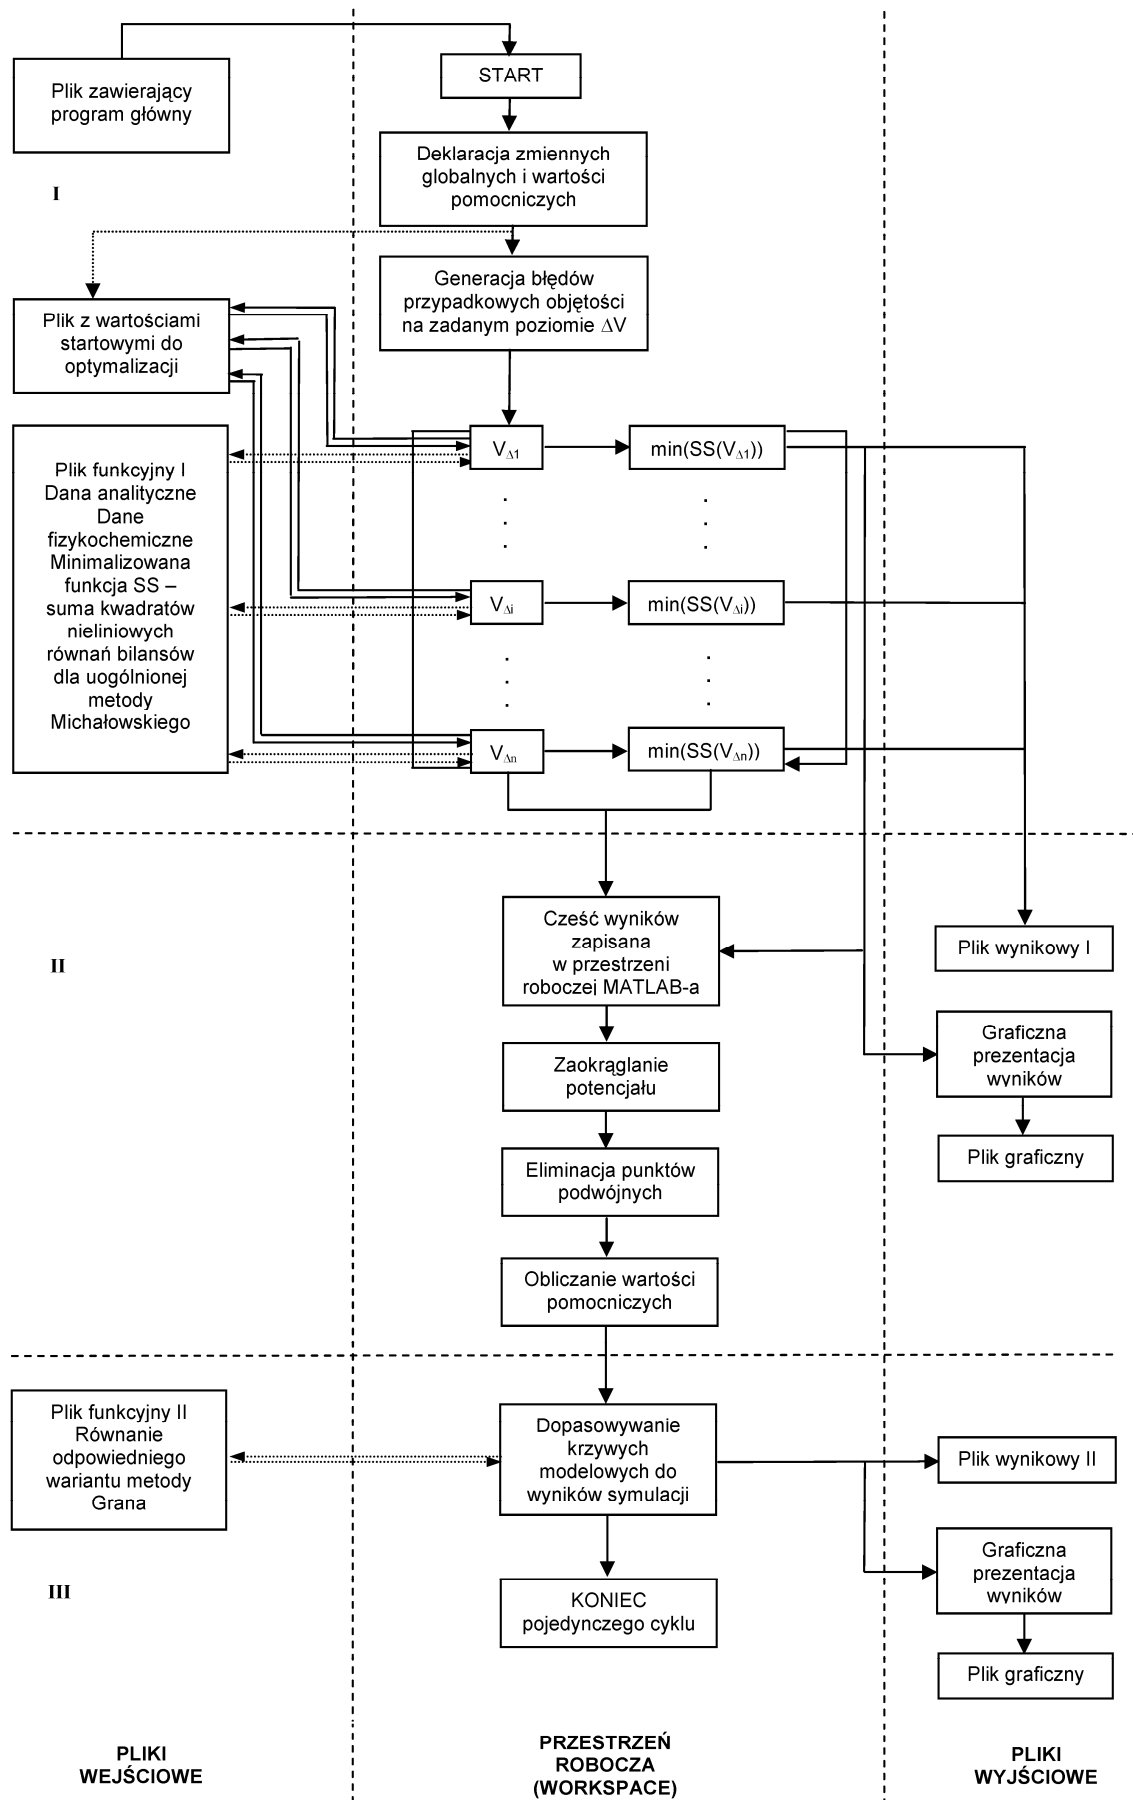 Plik zawierający
program główny
START
Deklaracja zmiennych
globalnych i wartości
pomocniczych
I
Generacja błędów
przypadkowych objętości
na zadanym poziomie ΔV
Plik z wartościami
startowymi do
optymalizacji
Plik funkcyjny I
Dana analityczne
Dane
fizykochemiczne
Minimalizowana
funkcja SS –
suma kwadratów
nieliniowych
równań bilansów
dla uogólnionej
metody
Michałowskiego
VΔ1
min(SS(VΔ1))
VΔi
min(SS(VΔi))
VΔn
min(SS(VΔn))
II
Cześć wyników
zapisana
w przestrzeni
roboczej MATLAB-a
Plik wynikowy I
Zaokrąglanie
potencjału
Graficzna
prezentacja
wyników
Plik graficzny
Eliminacja punktów
podwójnych
Obliczanie wartości
pomocniczych
Plik funkcyjny II
Równanie
odpowiedniego
wariantu metody
Grana
Dopasowywanie
krzywych
modelowych do
wyników symulacji
Plik wynikowy II
Graficzna
prezentacja
wyników
III
KONIEC
pojedynczego cyklu
Plik graficzny
PLIKI
WEJŚCIOWE
PRZESTRZEŃ
ROBOCZA
(WORKSPACE)
PLIKI
WYJŚCIOWE